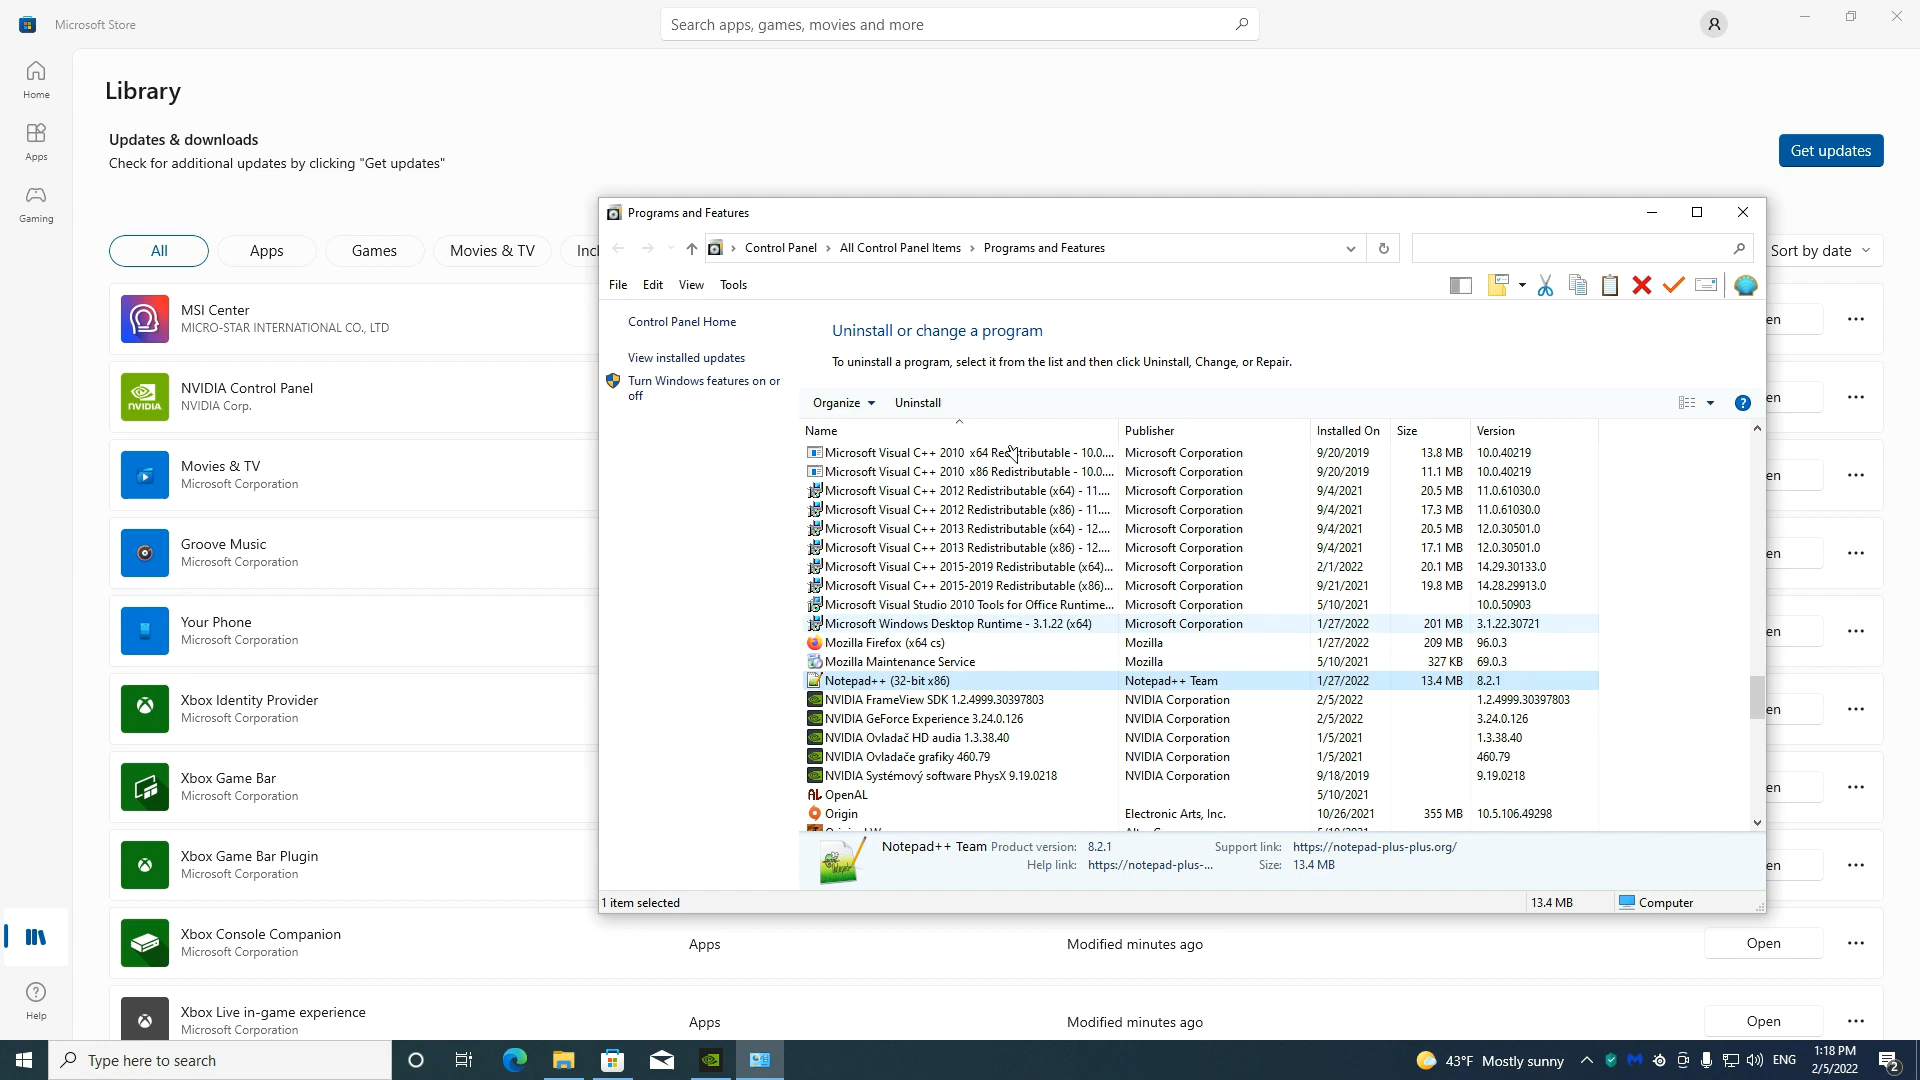 Microsoft Store
Search apps, games, movies and more
Home
Apps
Gaming
Library
Updates & downloads
Check for additional updates by clicking "Get updates"
Get updates
All
Apps
Games
Movies & TV
Sort by date
MSI Center
MICRO-STAR INTERNATIONAL CO., LTD
NVIDIA Control Panel
NVIDIA Corp.
Movies & TV
Microsoft Corporation
Groove Music
Microsoft Corporation
Your Phone
Microsoft Corporation
Xbox Identity Provider
Microsoft Corporation
Xbox Game Bar
Microsoft Corporation
Xbox Game Bar Plugin
Microsoft Corporation
Xbox Console Companion
Microsoft Corporation
Apps
Modified minutes ago
Open
Xbox Live in-game experience
Microsoft Corporation
Apps
Modified minutes ago
Open
Help
Programs and Features
Control Panel > All Control Panel Items > Programs and Features
File Edit View Tools
Control Panel Home
View installed updates
Turn Windows features on or
off
Uninstall or change a program
To uninstall a program, select it from the list and then click Uninstall, Change, or Repair.
Organize Uninstall
Name Publisher Installed On Size Version
Microsoft Visual C++ 2010 x64 Redistributable - 10.0.... Microsoft Corporation 9/20/2019 13.8 MB 10.0.40219
Microsoft Visual C++ 2010 x86 Redistributable - 10.0.... Microsoft Corporation 9/20/2019 11.1 MB 10.0.40219
Microsoft Visual C++ 2012 Redistributable (x64) - 11.... Microsoft Corporation 9/4/2021 20.5 MB 11.0.61030.0
Microsoft Visual C++ 2012 Redistributable (x86) - 11.... Microsoft Corporation 9/4/2021 17.3 MB 11.0.61030.0
Microsoft Visual C++ 2013 Redistributable (x64) - 12.... Microsoft Corporation 9/4/2021 20.5 MB 12.0.30501.0
Microsoft Visual C++ 2013 Redistributable (x86) - 12.... Microsoft Corporation 9/4/2021 17.1 MB 12.0.30501.0
Microsoft Visual C++ 2015-2019 Redistributable (x64)... Microsoft Corporation 2/1/2022 20.1 MB 14.29.30133.0
Microsoft Visual C++ 2015-2019 Redistributable (x86)... Microsoft Corporation 9/21/2021 19.8 MB 14.28.29913.0
Microsoft Visual Studio 2010 Tools for Office Runtime... Microsoft Corporation 5/10/2021 10.0.50903
Microsoft Windows Desktop Runtime - 3.1.22 (x64) Microsoft Corporation 1/27/2022 201 MB 3.1.22.30721
Mozilla Firefox (x64 cs) Mozilla 1/27/2022 209 MB 96.0.3
Mozilla Maintenance Service Mozilla 5/10/2021 327 KB 69.0.3
Notepad++ (32-bit x86) Notepad++ Team 1/27/2022 13.4 MB 8.2.1
NVIDIA FrameView SDK 1.2.4999.30397803 NVIDIA Corporation 2/5/2022 1.2.4999.30397803
NVIDIA GeForce Experience 3.24.0.126 NVIDIA Corporation 2/5/2022 3.24.0.126
NVIDIA Ovladač HD audia 1.3.38.40 NVIDIA Corporation 1/5/2021 1.3.38.40
NVIDIA Ovladače grafiky 460.79 NVIDIA Corporation 1/5/2021 460.79
NVIDIA Systémový software PhysX 9.19.0218 NVIDIA Corporation 9/18/2019 9.19.0218
OpenAL 5/10/2021
Origin Electronic Arts, Inc. 10/26/2021 355 MB 10.5.106.49298
Notepad++ Team Product version: 8.2.1 Support link: https://notepad-plus-plus.org/
Help link: https://notepad-plus-... Size: 13.4 MB
1 item selected 13.4 MB Computer
Type here to search
43°F Mostly sunny
ENG
1:18 PM
2/5/2022
2